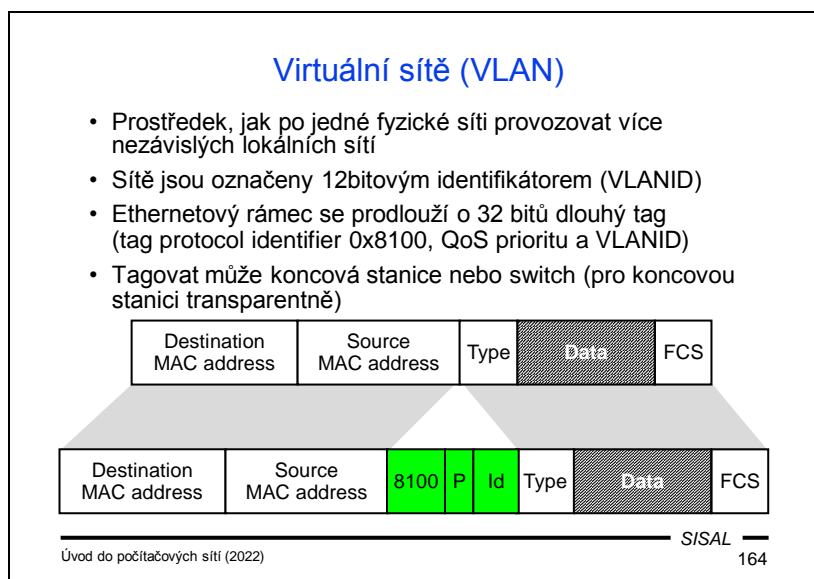 Virtuální sítě (VLAN)
• Prostředek, jak po jedné fyzické síti provozovat více
nezávislých lokálních sítí
• Sítě jsou označeny 12bitovým identifikátorem (VLANID)
• Ethernetový rámec se prodlouží o 32 bitů dlouhý tag
(tag protocol identifier 0x8100, QoS prioritu a VLANID)
• Tagovat může koncová stanice nebo switch (pro koncovou
stanici transparentně)
Destination
MAC address
Source
MAC address
Type
Data
FCS
Destination
MAC address
Source
MAC address
8100
P
Id
Type
Data
FCS
SISAL
Úvod do počítačových sítí (2022)
164